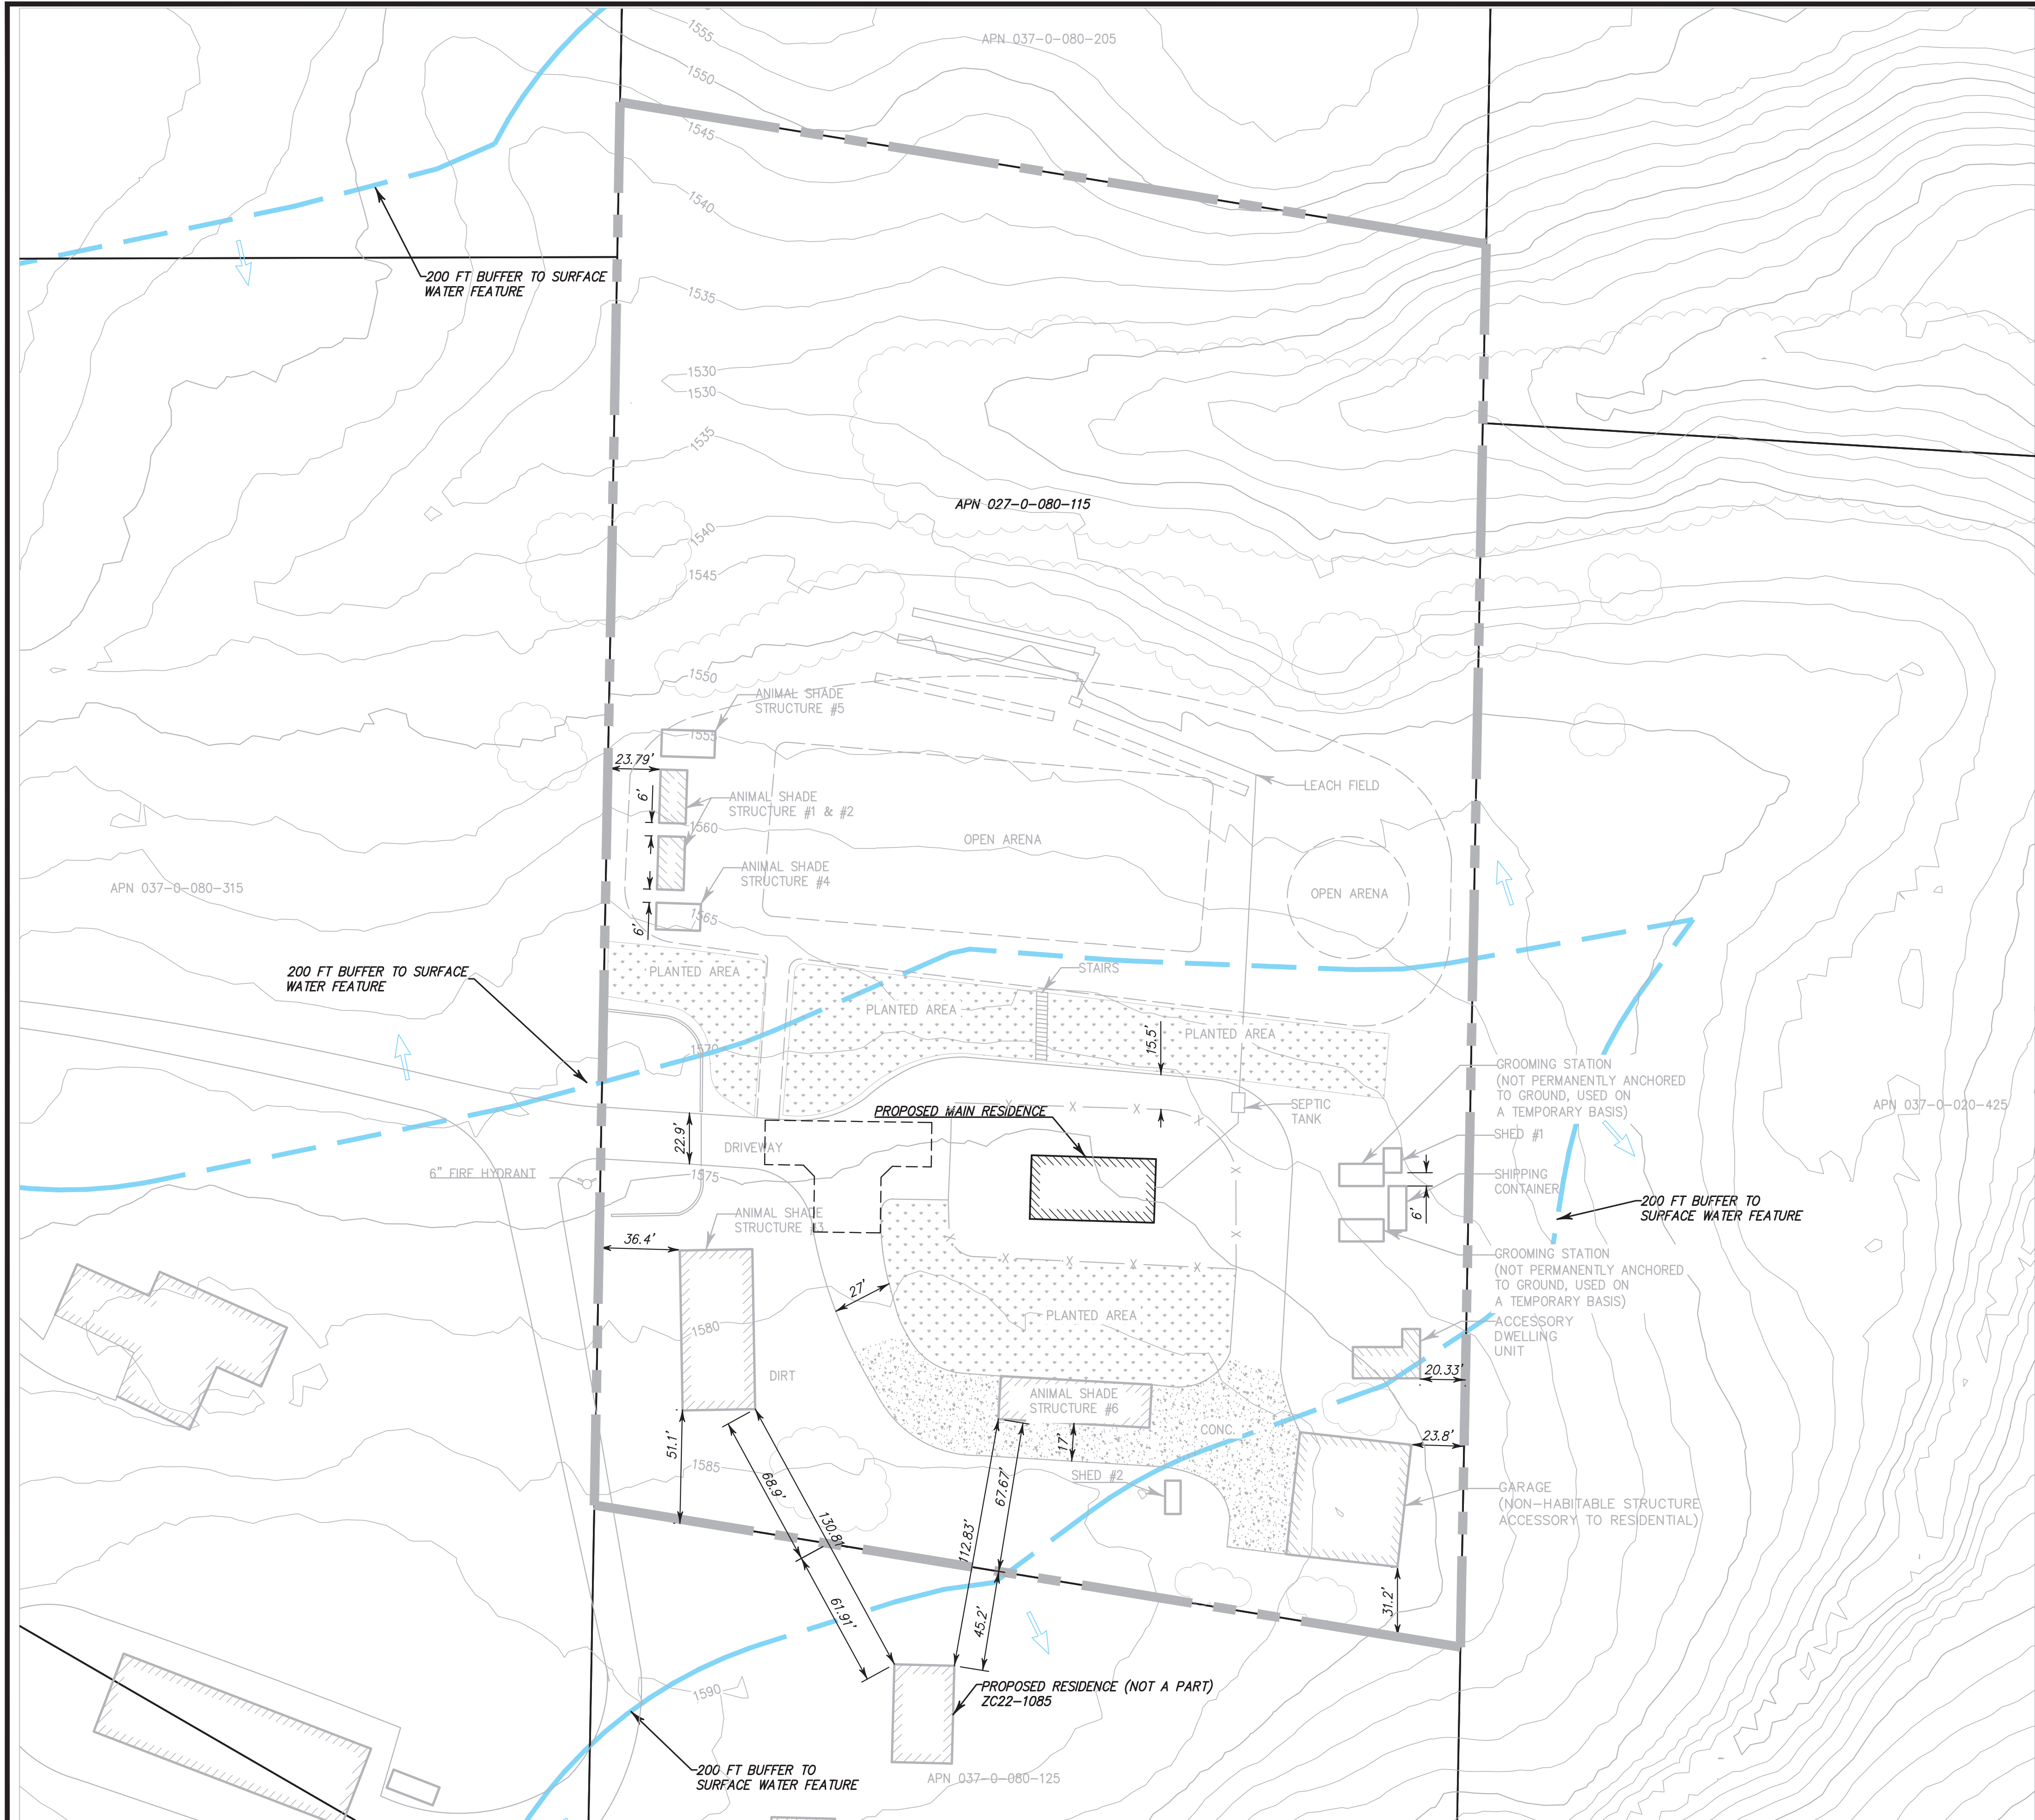 APN 037-0-080-205
1555
1550
1545
1540
200 FT BUFFER TO SURFACE
WATER FEATURE
1535
1530
1530
1535
APN 027-0-080-115
1540
1545
1550
ANIMAL SHADE
STRUCTURE #5
1555
23.79'
6'
ANIMAL SHADE
STRUCTURE #1 & #2
1560
LEACH FIELD
OPEN ARENA
ANIMAL SHADE
STRUCTURE #4
APN 037-0-080-315
OPEN ARENA
1565
6'
200 FT BUFFER TO SURFACE
WATER FEATURE
PLANTED AREA
STAIRS
PLANTED AREA
PLANTED AREA
15.5'
1570
GROOMING STATION
(NOT PERMANENTLY ANCHORED
TO GROUND, USED ON
A TEMPORARY BASIS)
APN 037-0-020-425
PROPOSED MAIN RESIDENCE
SEPTIC
TANK
X X X X
22.9'
DRIVEWAY
SHED #1
6" FIRE HYDRANT
1575
X
SHIPPING
CONTAINER
6'
200 FT BUFFER TO
SURFACE WATER FEATURE
ANIMAL SHADE
STRUCTURE #3
36.4'
X X
X X X X
GROOMING STATION
(NOT PERMANENTLY ANCHORED
TO GROUND, USED ON
A TEMPORARY BASIS)
27'
PLANTED AREA
1580
ACCESSORY
DWELLING
UNIT
DIRT
20.33'
ANIMAL SHADE
STRUCTURE #6
CONC.
23.8'
51.1'
17'
1585
SHED #2
68.9'
67.67'
GARAGE
(NON-HABITABLE STRUCTURE
ACCESSORY TO RESIDENTIAL)
130.8'
112.83'
61.91'
45.2'
31.2'
PROPOSED RESIDENCE (NOT A PART)
ZC22-1085
1590
200 FT BUFFER TO
SURFACE WATER FEATURE
APN 037-0-080-125